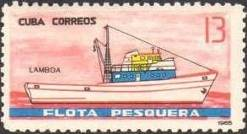 CUBA CORREOS 13
LAMBDA
FLOTA PESQUERA
1965